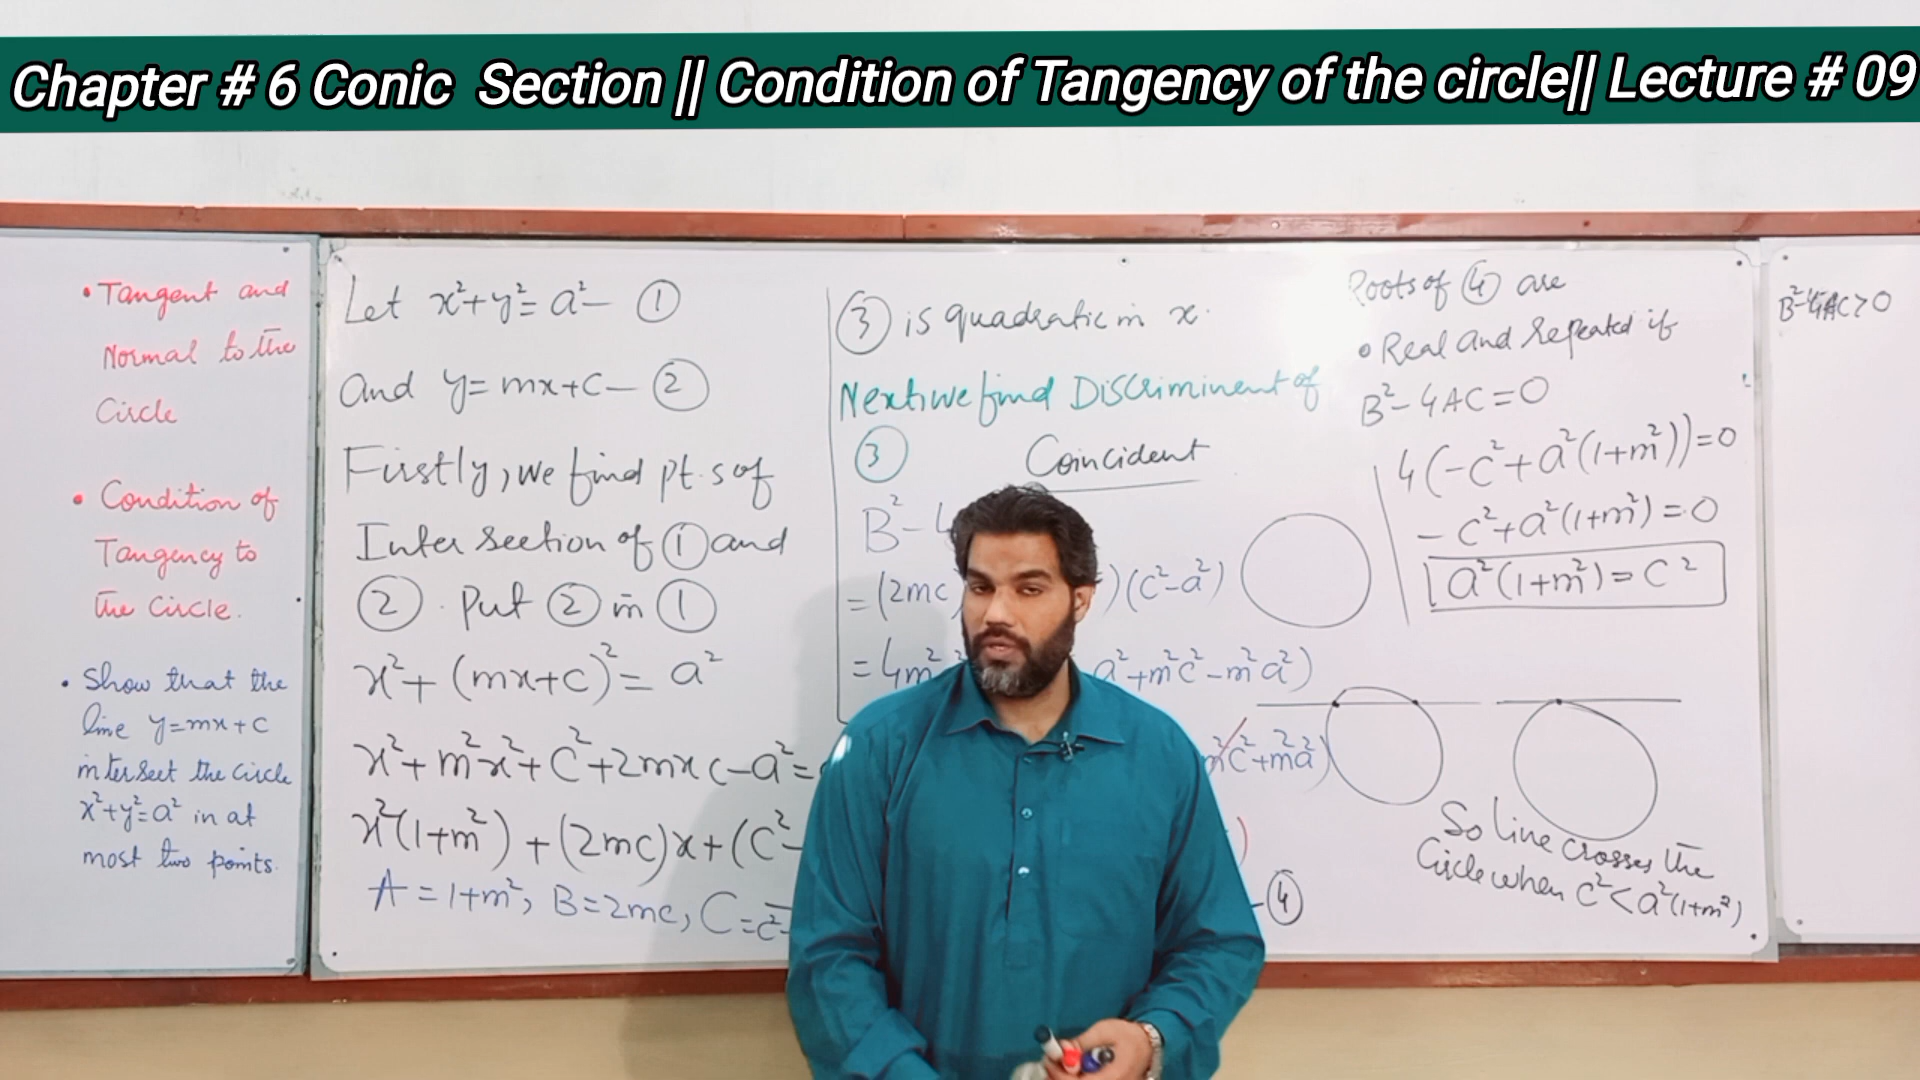 Chapter # 6 Conic Section || Condition of Tangency of the circle|| Lecture # 09
• Tangent and
Normal to the
Circle
• Condition of
Tangency to
the Circle.
• Show that the
line y=mx+c
intersect the circle
x²+y²=a² in at
most two points.
Let x²+y²=a² — ①
And y=mx+c — ②
Firstly, we find pt.s of
Inter section of ① and
② . Put ② in ①
x²+(mx+c)²=a²
x²+m²x²+c²+2mxc-a²=
x²(1+m²)+(2mc)x+(c²-
A=1+m², B=2mc, C=c²-
③ is quadratic in x.
Next we find Discriminent of
③
Coincident
B²-4
=(2mc
)(c²-a²)
=4m²
a²+m²c²-m²a²)
m²c²+m²a²)
)
- ④
Roots of ④ are
• Real and repeated if
B²-4AC=0
4(-c²+a²(1+m²))=0
-c²+a²(1+m²)=0
a²(1+m²)=c²
So line crosses the
Circle when c²<a²(1+m²)
B²-4AC>0